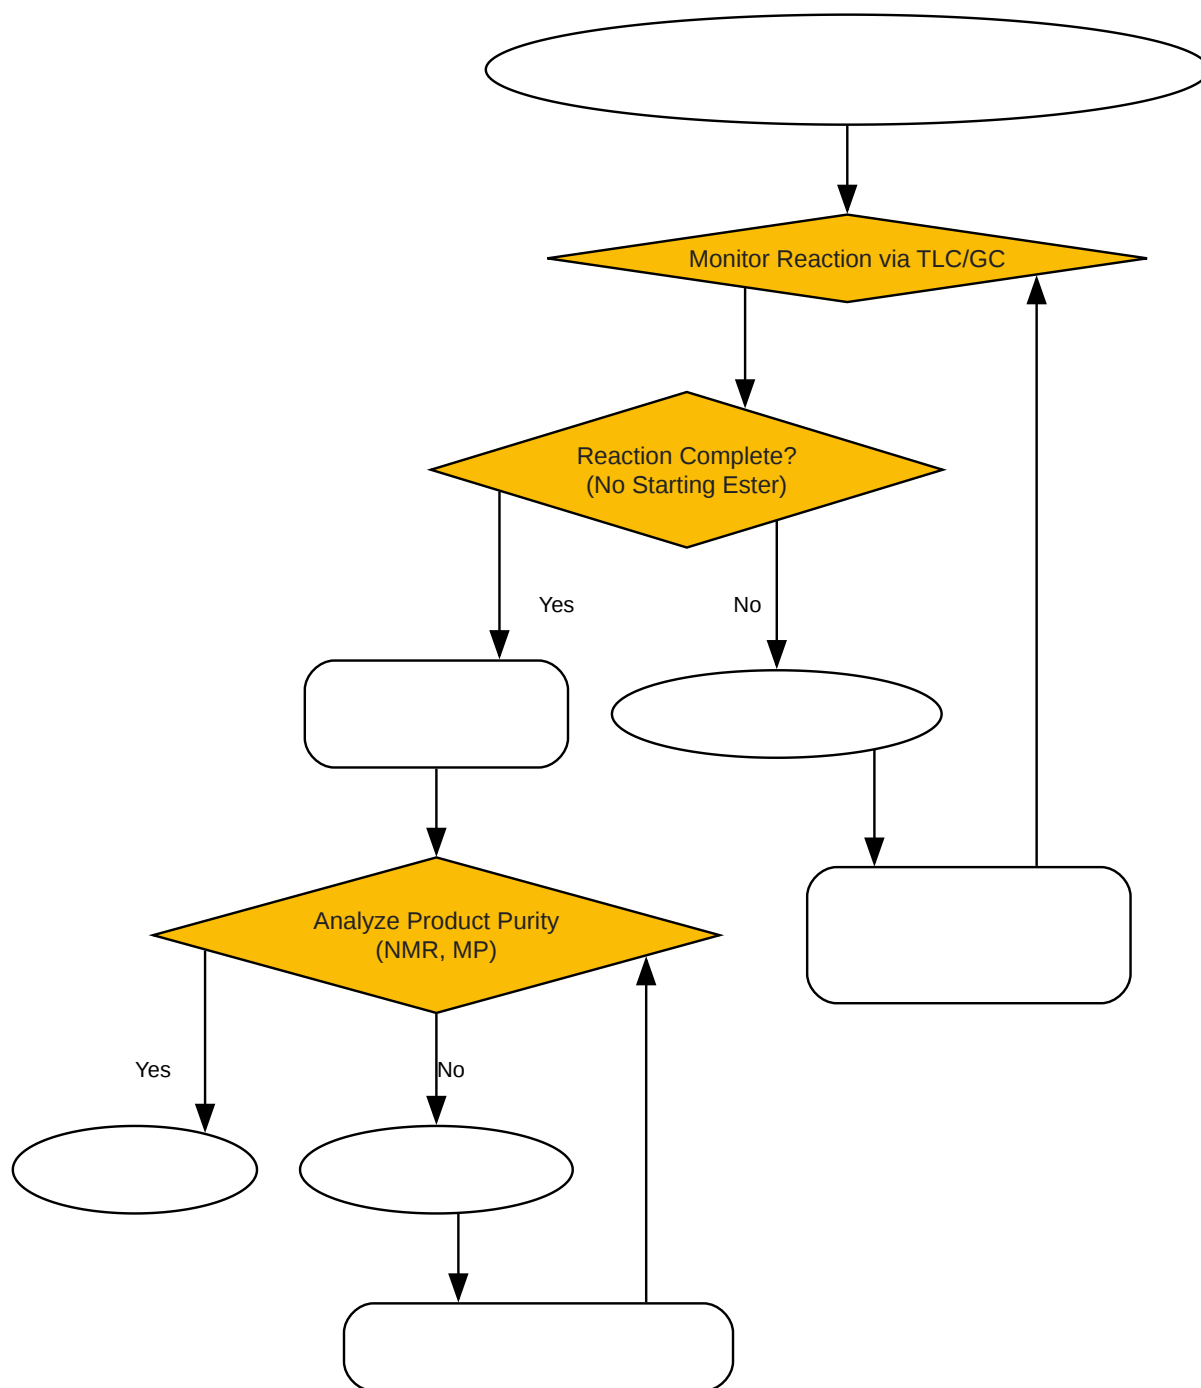 Monitor Reaction via TLC/GC
Reaction Complete?
(No Starting Ester)
Yes
No
Analyze Product Purity
(NMR, MP)
Yes
No